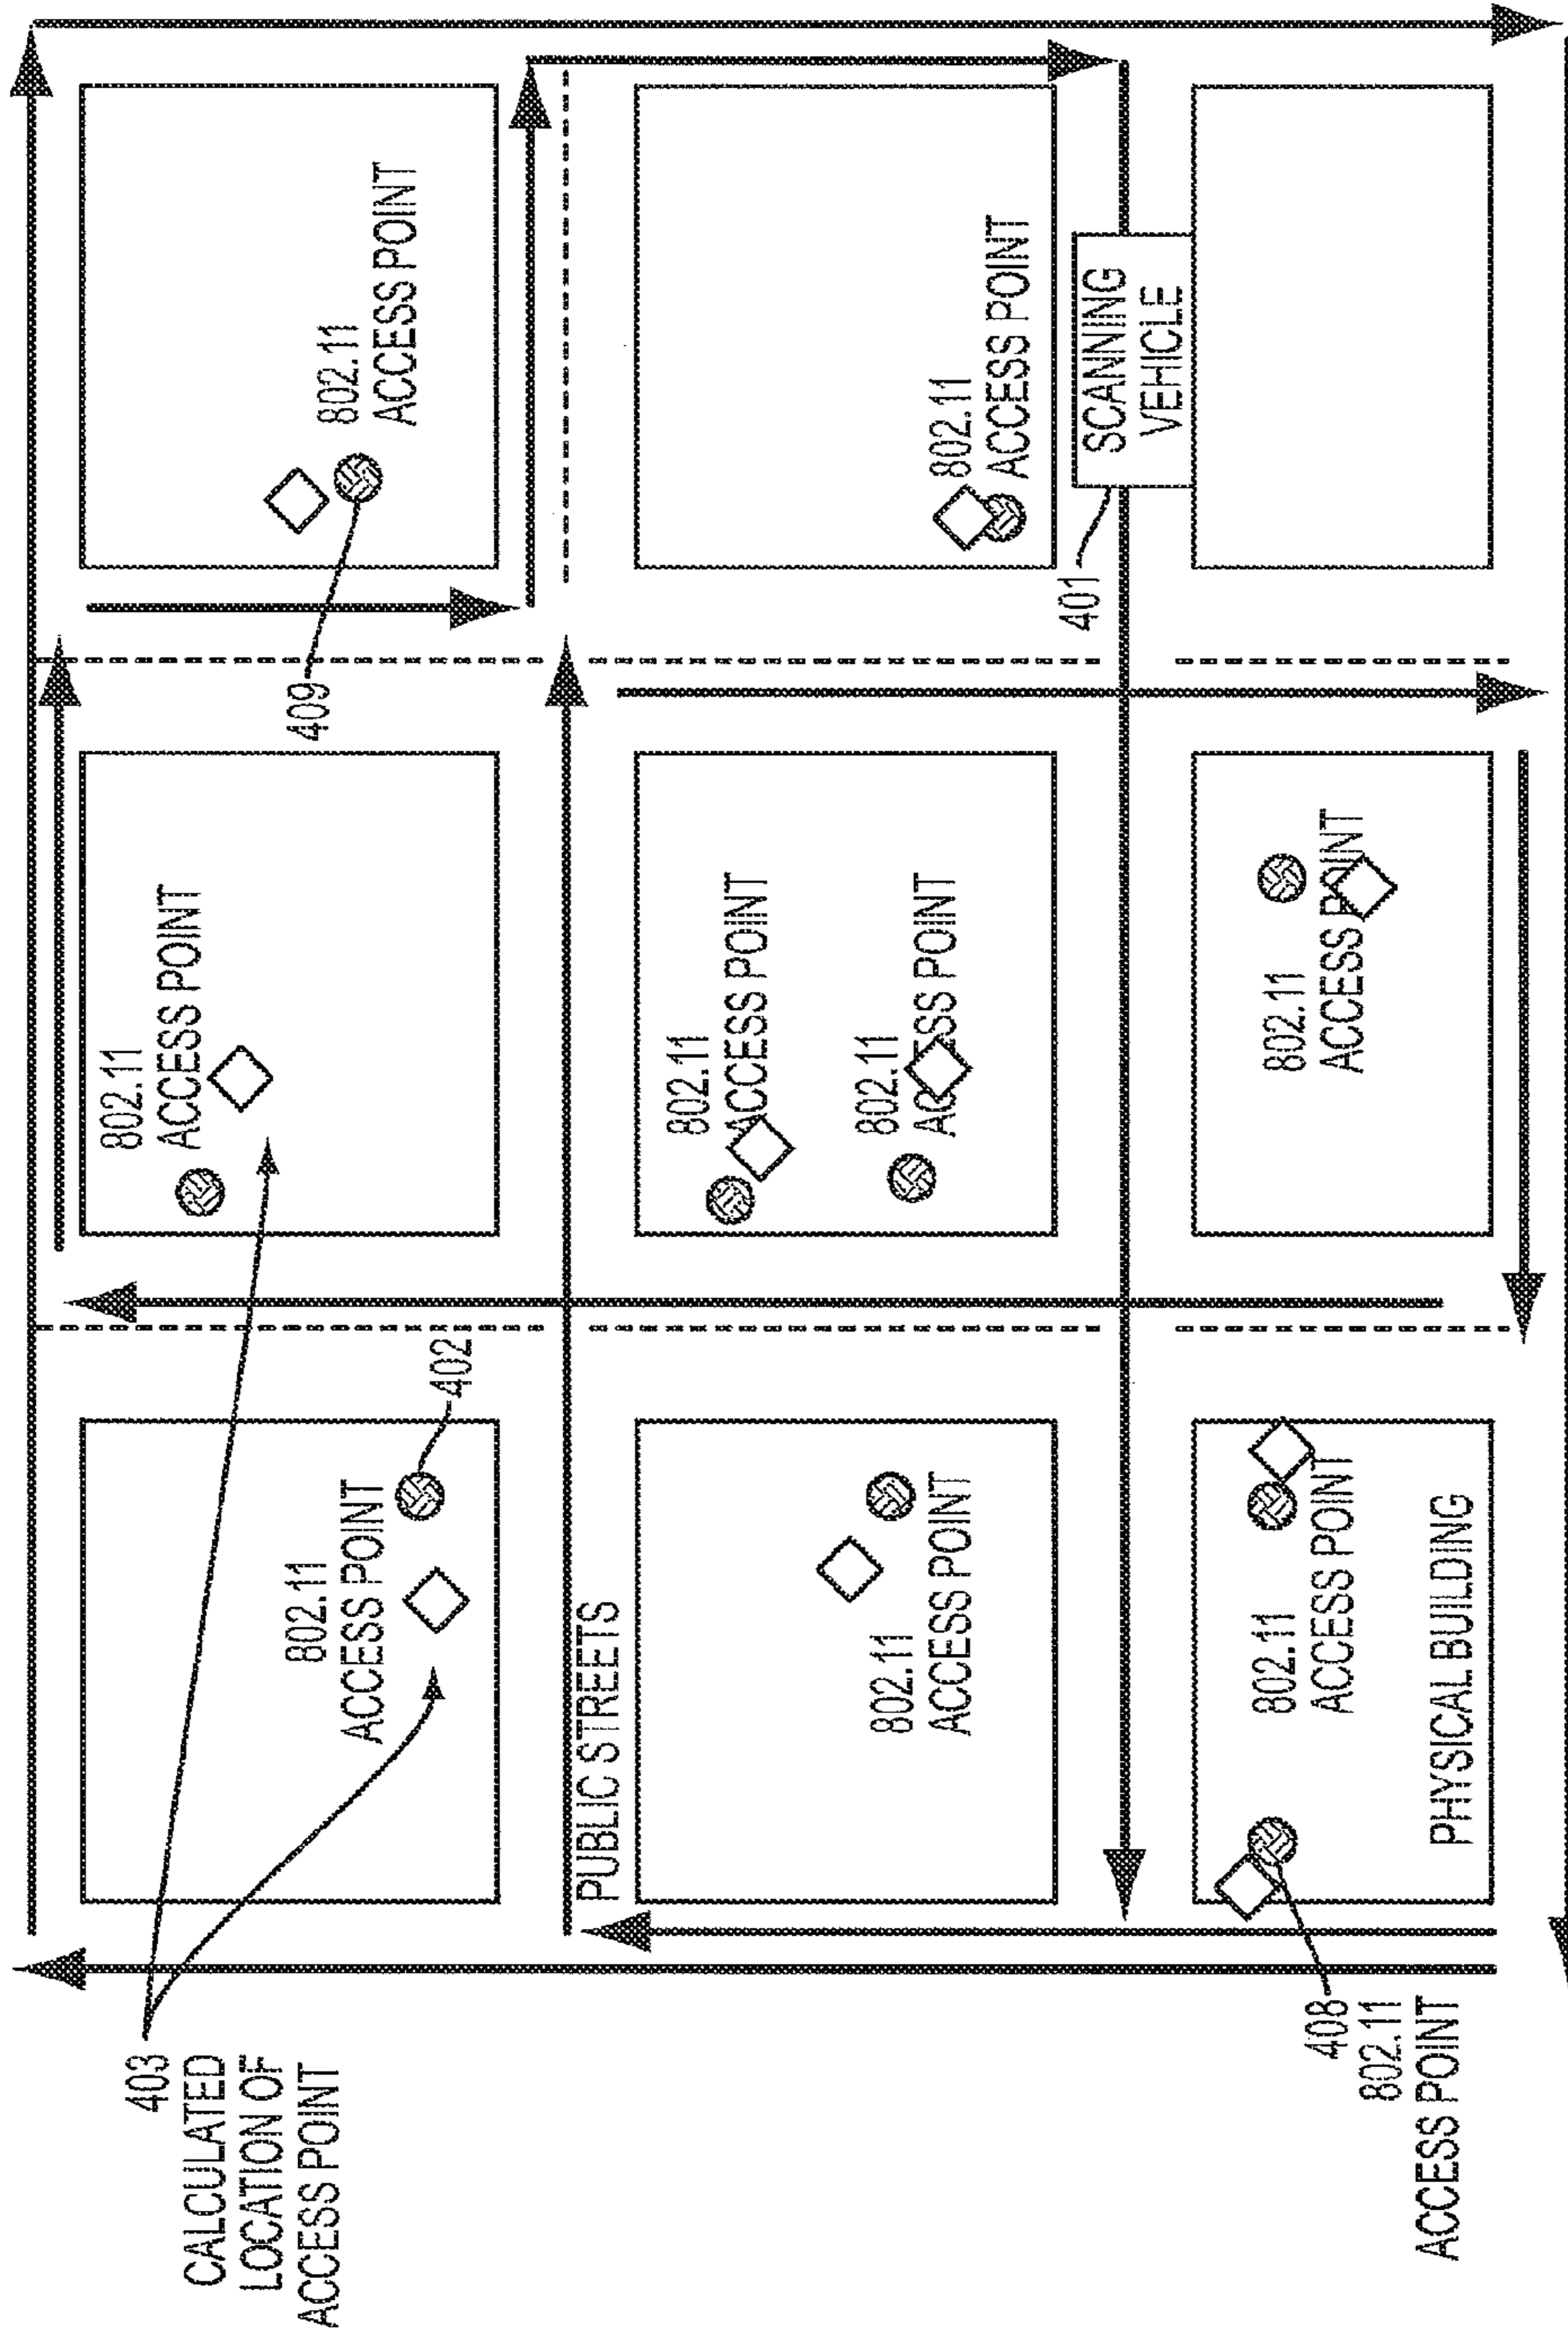 403
CALCULATED
LOCATION OF
ACCESS POINT
802.11
ACCESS POINT
402
802.11
ACCESS POINT
409
802.11
ACCESS POINT
PUBLIC STREETS
802.11
ACCESS POINT
802.11
ACCESS POINT
802.11
ACCESS POINT
802.11
ACCESS POINT
401
SCANNING
VEHICLE
408
802.11
ACCESS POINT
802.11
ACCESS POINT
PHYSICAL BUILDING
802.11
ACCESS POINT